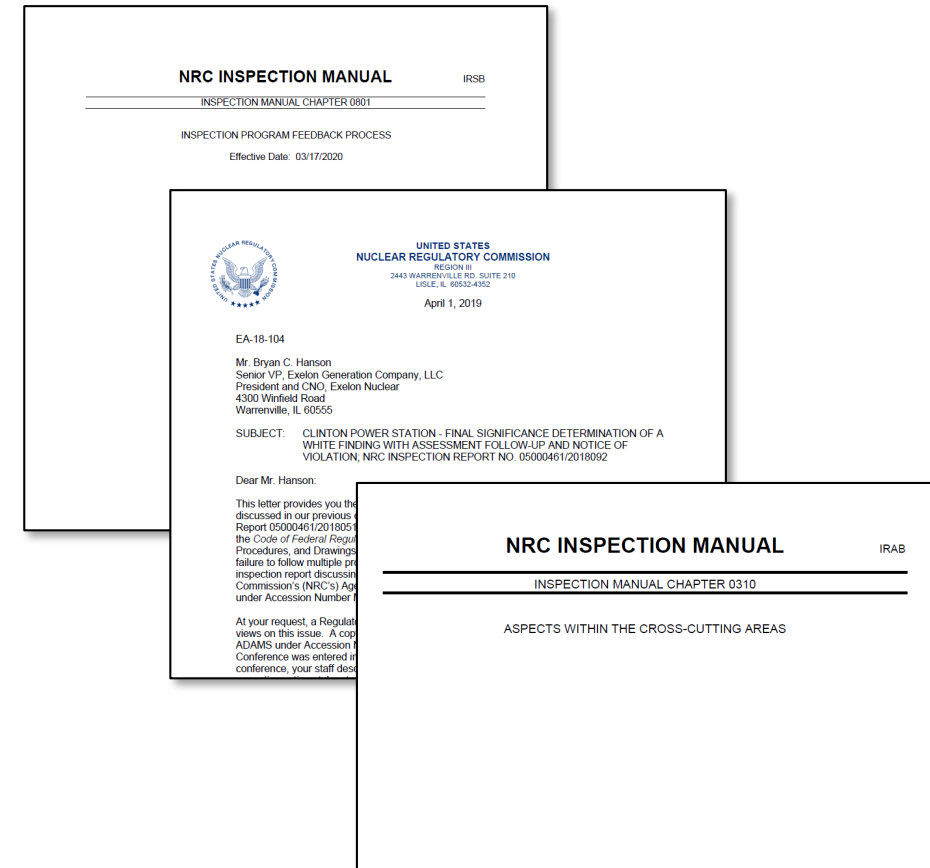 NRC INSPECTION MANUAL IRSB
INSPECTION MANUAL CHAPTER 0801
INSPECTION PROGRAM FEEDBACK PROCESS
Effective Date: 03/17/2020
UNITED STATES NUCLEAR REGULATORY COMMISSION
UNITED STATES
NUCLEAR REGULATORY COMMISSION
REGION III
2443 WARRENVILLE RD. SUITE 210
LISLE, IL 60532-4352
April 1, 2019
EA-18-104
Mr. Bryan C. Hanson
Senior VP, Exelon Generation Company, LLC
President and CNO, Exelon Nuclear
4300 Winfield Road
Warrenville, IL 60555
SUBJECT: CLINTON POWER STATION - FINAL SIGNIFICANCE DETERMINATION OF A
WHITE FINDING WITH ASSESSMENT FOLLOW-UP AND NOTICE OF
VIOLATION; NRC INSPECTION REPORT NO. 05000461/2018092
Dear Mr. Hanson:
This letter provides you the
discussed in our previous
Report 05000461/2018051
the Code of Federal Regul
Procedures, and Drawings
failure to follow multiple pro
inspection report discussin
Commission's (NRC's) Age
under Accession Number
At your request, a Regulat
views on this issue. A cop
ADAMS under Accession
Conference was entered in
conference, your staff desc
NRC INSPECTION MANUAL IRAB
INSPECTION MANUAL CHAPTER 0310
ASPECTS WITHIN THE CROSS-CUTTING AREAS